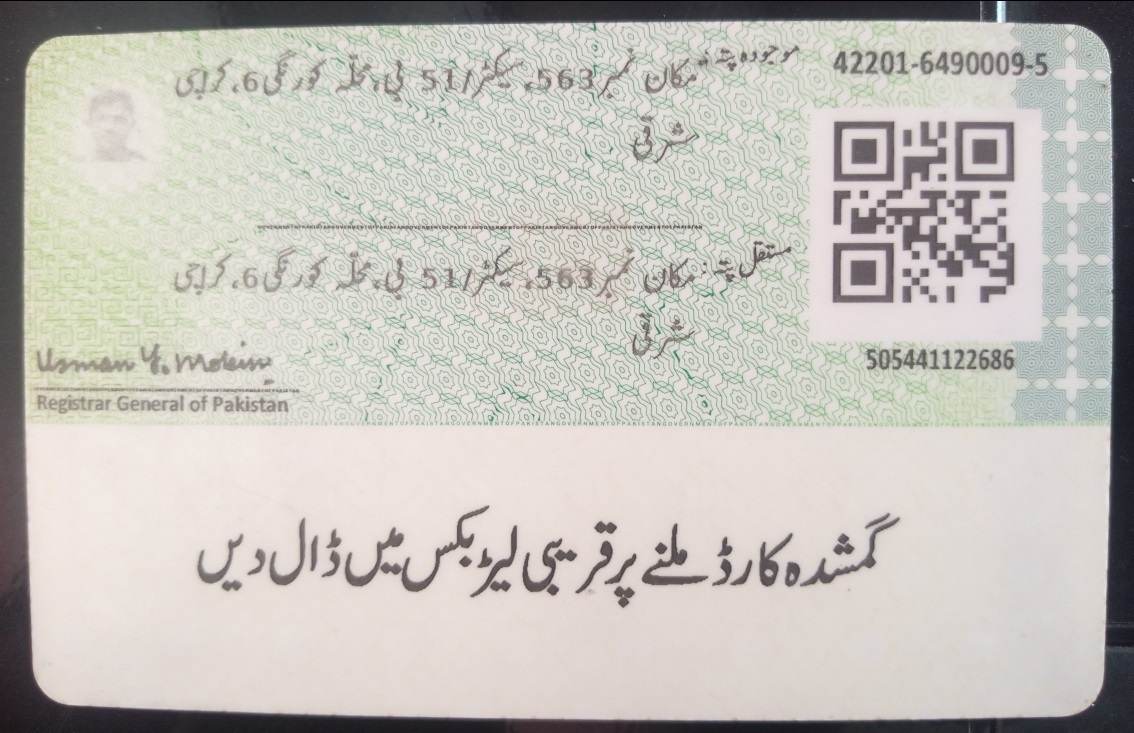 42201-6490009-5
موجودہ پتہ: مکان نمبر 563، سیکٹر/51 بی، محلہ کورنگی 6، کراچی
شرقی
مستقل پتہ: مکان نمبر 563، سیکٹر/51 بی، محلہ کورنگی 6، کراچی
شرقی
505441122686
Registrar General of Pakistan
گمشدہ کارڈ ملنے پر قریبی لیٹر بکس میں ڈال دیں